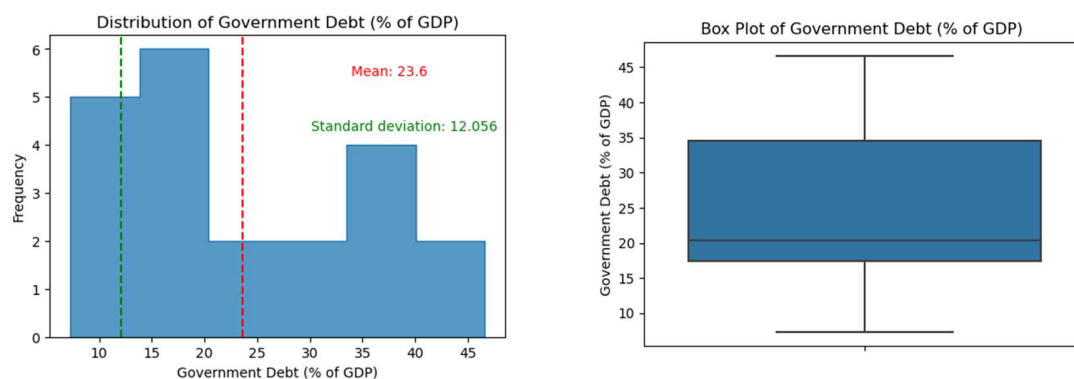 Distribution of Government Debt (% of GDP)
6
5
4
3
2
1
0
Frequency
Mean: 23.6
Standard deviation: 12.056
10 15 20 25 30 35 40 45
Government Debt (% of GDP)
Box Plot of Government Debt (% of GDP)
45
40
35
30
25
20
15
10
Government Debt (% of GDP)